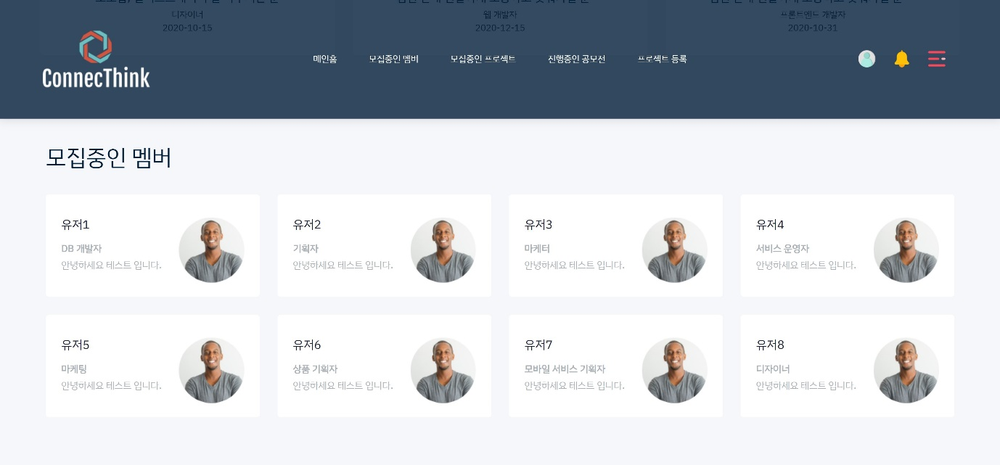 디자이너
웹 개발자
프론트엔드 개발자
2020-10-15
2020-12-15
2020-10-31
ConnecThink
메인홈
모집중인 멤버
모집중인 프로젝트
진행중인 공모전
프로젝트 등록
모집중인 멤버
유저1
DB 개발자
안녕하세요 테스트 입니다.
유저2
기획자
안녕하세요 테스트 입니다.
유저3
마케터
안녕하세요 테스트 입니다.
유저4
서비스 운영자
안녕하세요 테스트 입니다.
유저5
마케팅
안녕하세요 테스트 입니다.
유저6
상품 기획자
안녕하세요 테스트 입니다.
유저7
모바일 서비스 기획자
안녕하세요 테스트 입니다.
유저8
디자이너
안녕하세요 테스트 입니다.